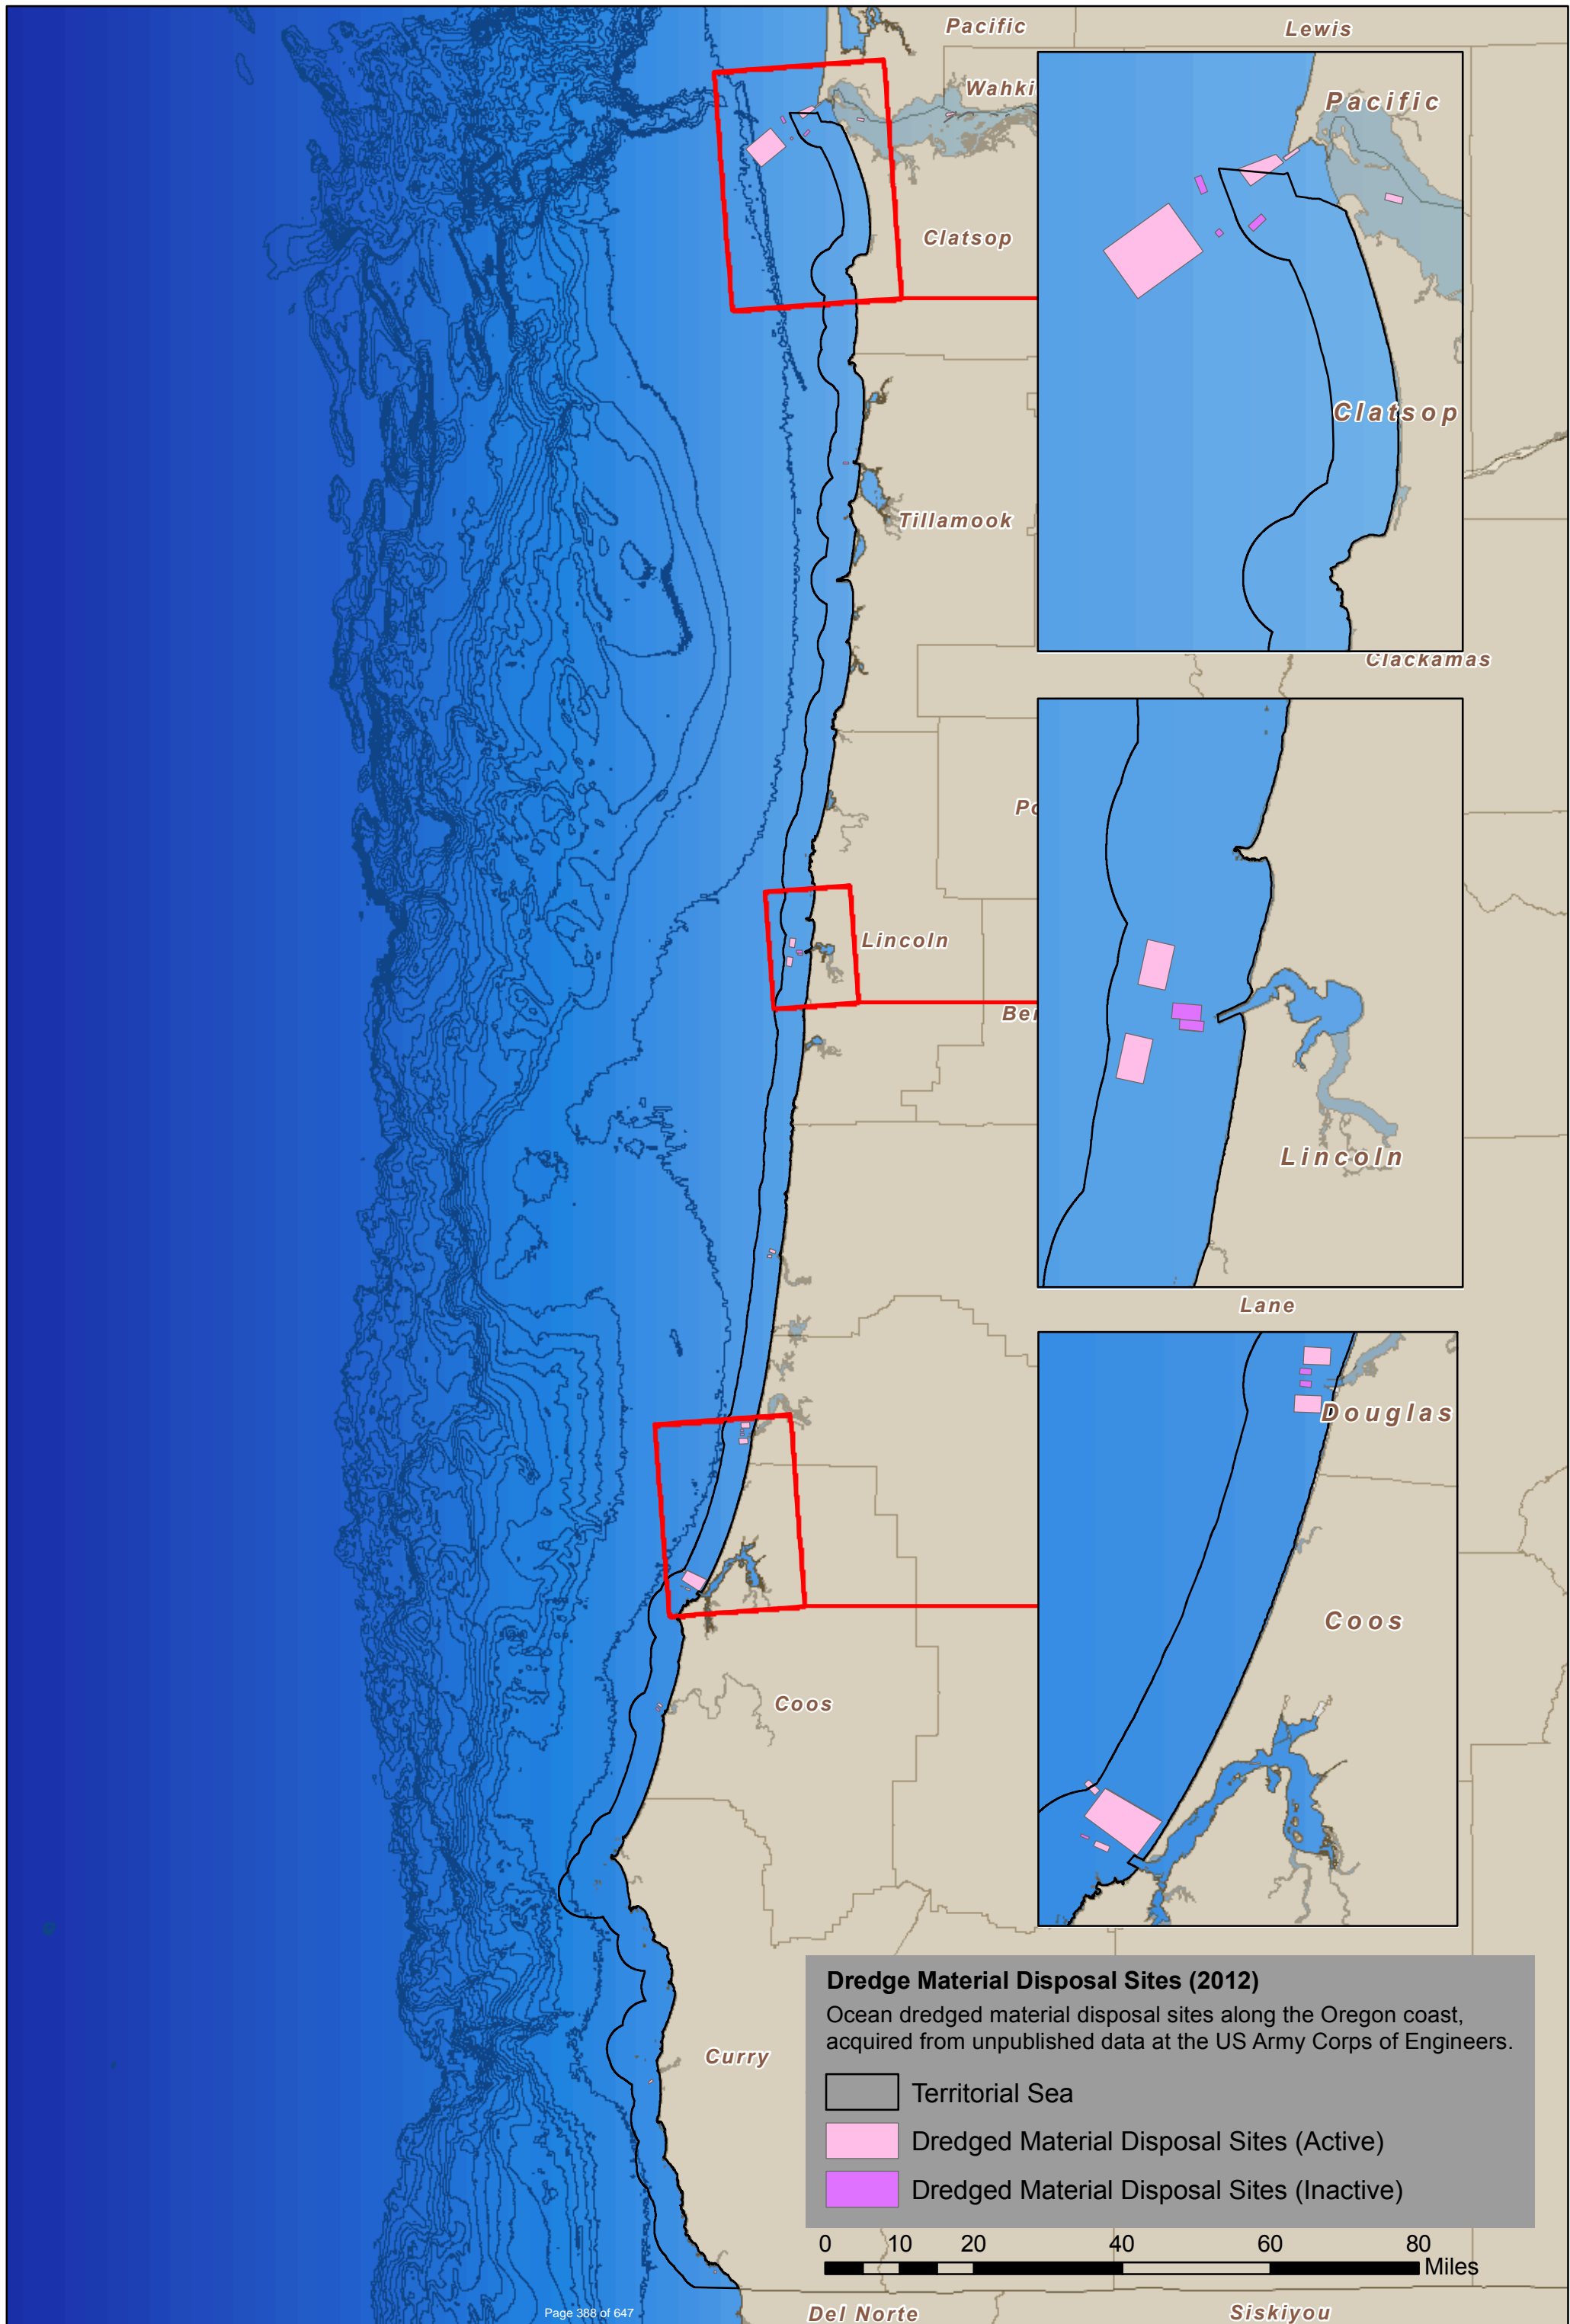 Pacific
Lewis
Wahki
Pacific
Clatsop
Clatsop
Tillamook
Clackamas
Po
Lincoln
Ber
Lincoln
Lane
Douglas
Coos
Coos
Curry
Dredge Material Disposal Sites (2012)
Ocean dredged material disposal sites along the Oregon coast,
acquired from unpublished data at the US Army Corps of Engineers.
Territorial Sea
Dredged Material Disposal Sites (Active)
Dredged Material Disposal Sites (Inactive)
0 10 20 40 60 80
Miles
Page 388 of 647
Del Norte
Siskiyou